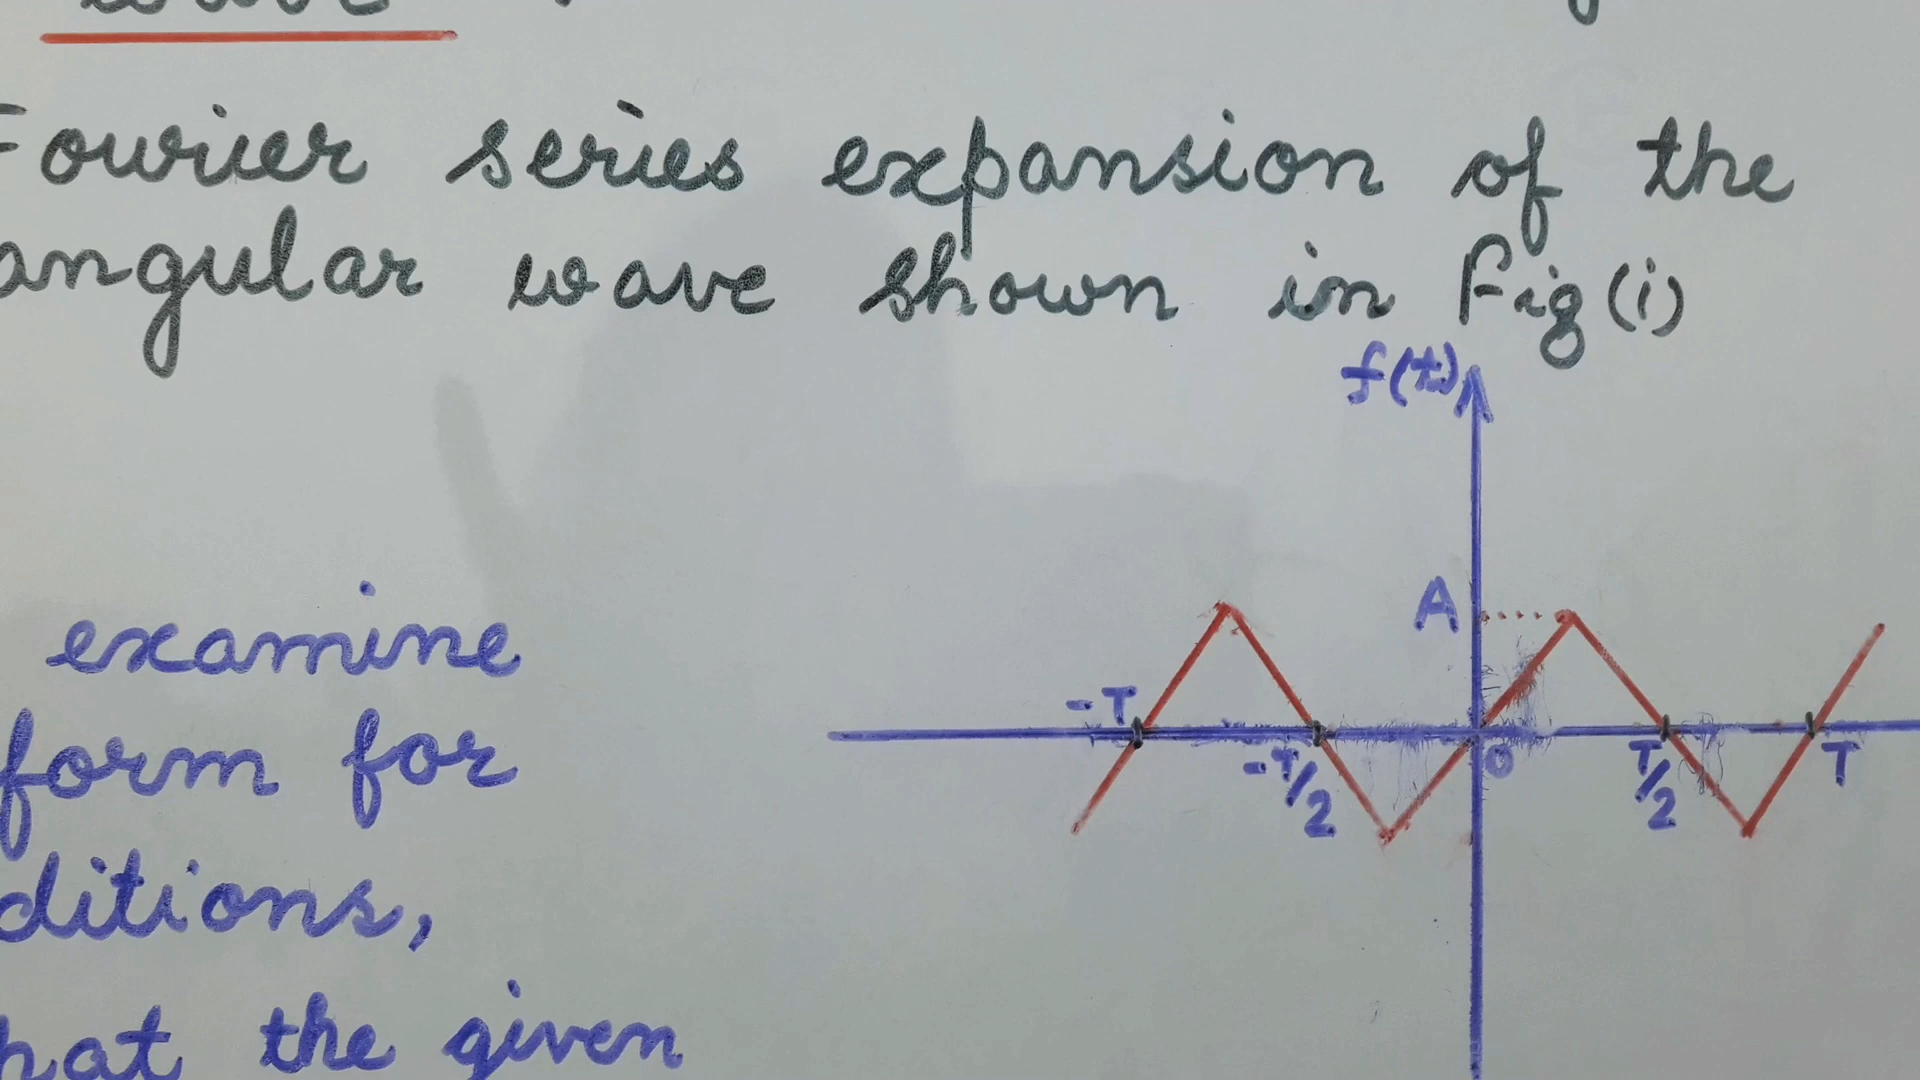 Fourier series expansion of the
angular wave shown in Fig(i)
f(t)
A
examine
-T
form for
-T/2
0
T/2
T
ditions,
hat the given